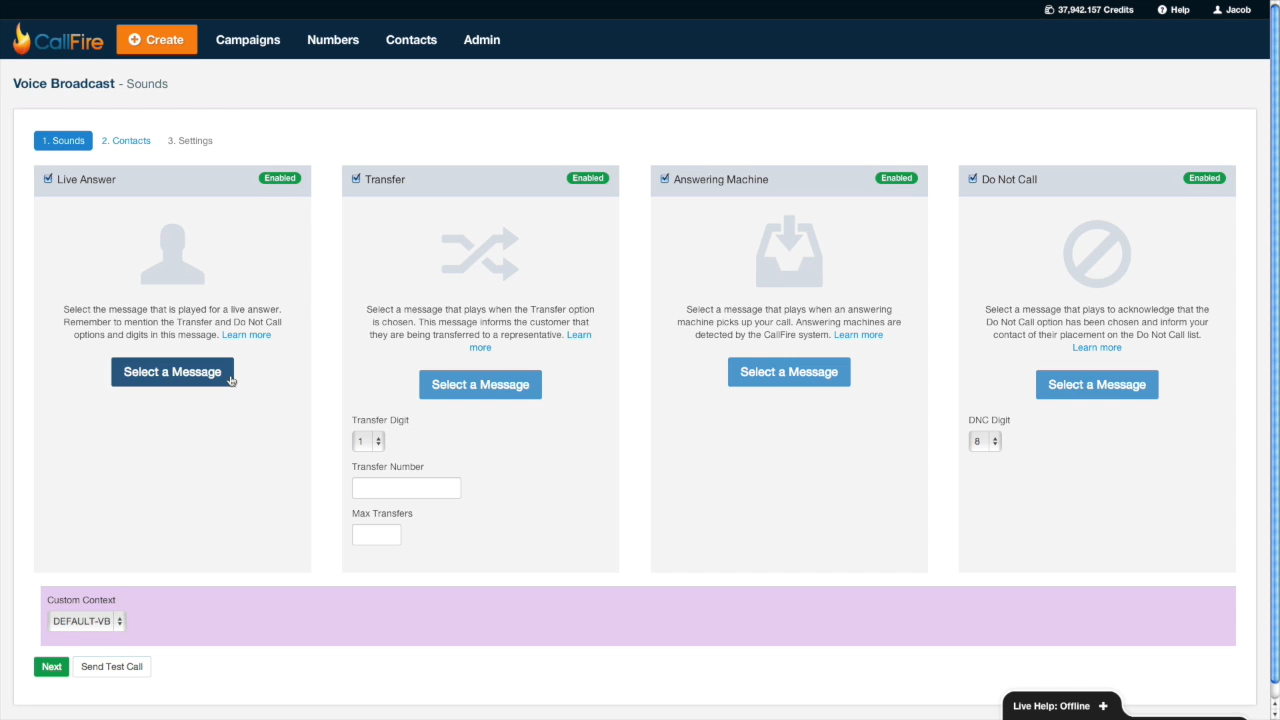 37,942.157 Credits Help Jacob
CallFire Create Campaigns Numbers Contacts Admin
Voice Broadcast - Sounds
1. Sounds 2. Contacts 3. Settings
Live Answer Enabled
Select the message that is played for a live answer.
Remember to mention the Transfer and Do Not Call
options and digits in this message. Learn more
Select a Message
Transfer Enabled
Select a message that plays when the Transfer option
is chosen. This message informs the customer that
they are being transferred to a representative. Learn
more
Select a Message
Transfer Digit
1
Transfer Number
Max Transfers
Answering Machine Enabled
Select a message that plays when an answering
machine picks up your call. Answering machines are
detected by the CallFire system. Learn more
Select a Message
Do Not Call Enabled
Select a message that plays to acknowledge that the
Do Not Call option has been chosen and inform your
contact of their placement on the Do Not Call list.
Learn more
Select a Message
DNC Digit
8
Custom Context
DEFAULT-VB
Next Send Test Call
Live Help: Offline +